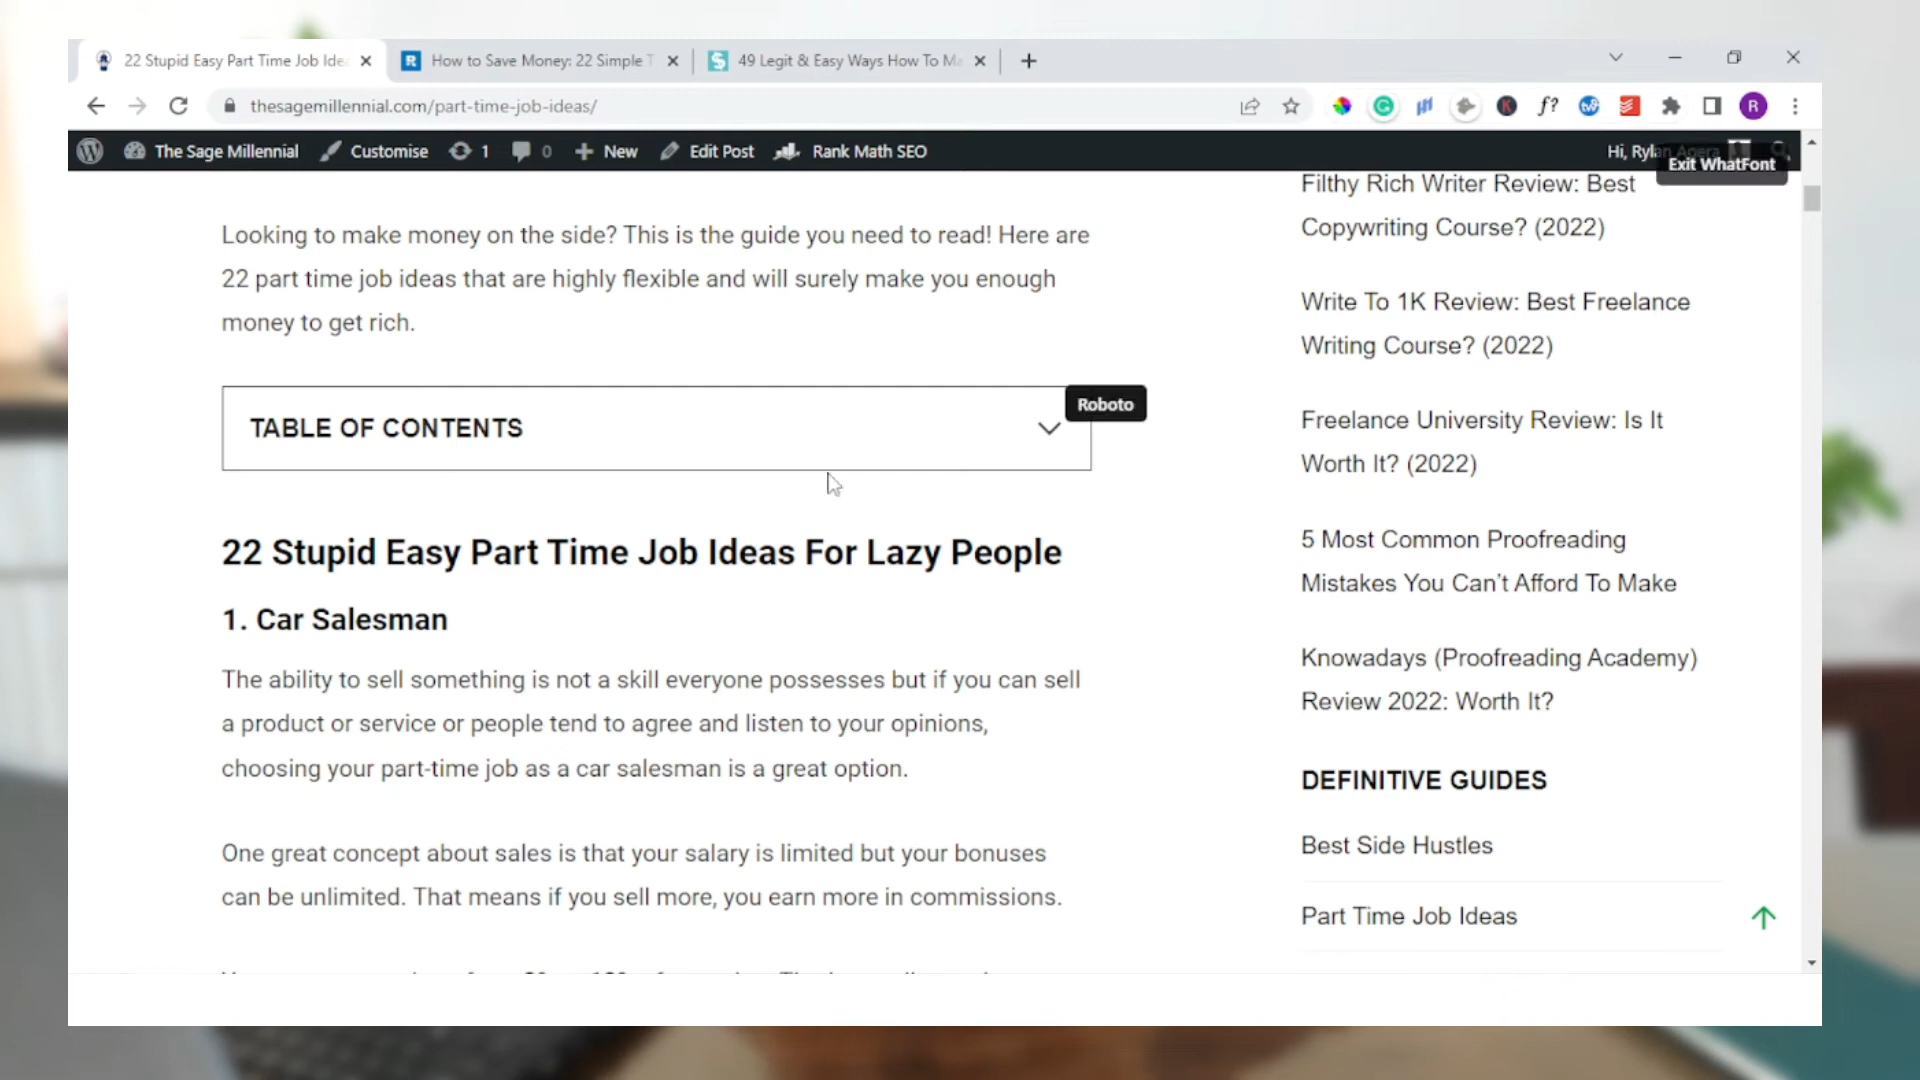 22 Stupid Easy Part Time Job Ide
How to Save Money: 22 Simple T
49 Legit & Easy Ways How To Ma
thesagemillennial.com/part-time-job-ideas/
f?
R
The Sage Millennial
Customise
1
0
New
Edit Post
Rank Math SEO
Hi, Rylan Agera
Exit WhatFont
Looking to make money on the side? This is the guide you need to read! Here are
22 part time job ideas that are highly flexible and will surely make you enough
money to get rich.
TABLE OF CONTENTS
Roboto
22 Stupid Easy Part Time Job Ideas For Lazy People
1. Car Salesman
The ability to sell something is not a skill everyone possesses but if you can sell
a product or service or people tend to agree and listen to your opinions,
choosing your part-time job as a car salesman is a great option.
One great concept about sales is that your salary is limited but your bonuses
can be unlimited. That means if you sell more, you earn more in commissions.
Filthy Rich Writer Review: Best
Copywriting Course? (2022)
Write To 1K Review: Best Freelance
Writing Course? (2022)
Freelance University Review: Is It
Worth It? (2022)
5 Most Common Proofreading
Mistakes You Can't Afford To Make
Knowadays (Proofreading Academy)
Review 2022: Worth It?
DEFINITIVE GUIDES
Best Side Hustles
Part Time Job Ideas